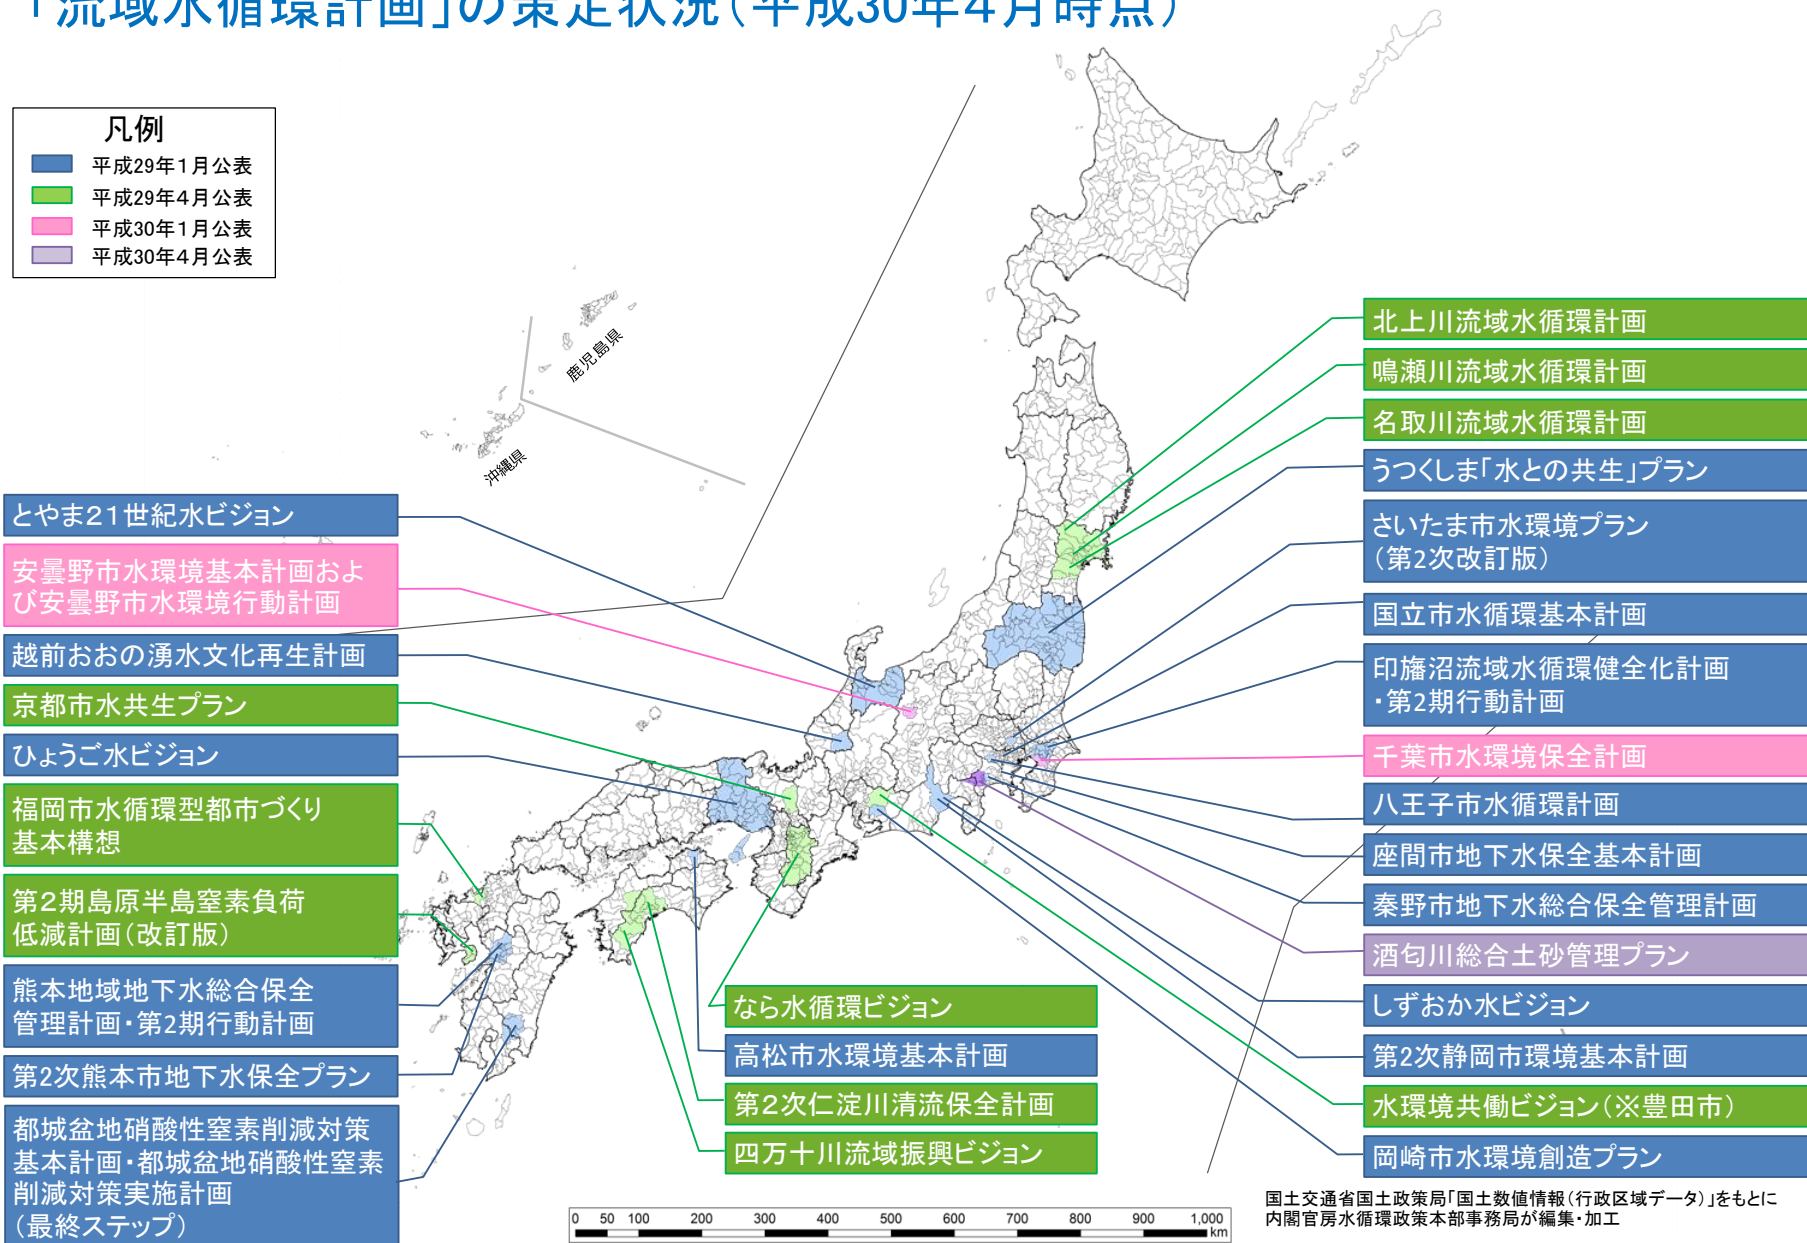 「流域水循環計画」の策定状況（平成30年４月時点）
凡例
平成29年１月公表
平成29年４月公表
平成30年１月公表
平成30年４月公表
鹿児島県
沖縄県
とやま２１世紀水ビジョン
安曇野市水環境基本計画およ
び安曇野市水環境行動計画
越前おおの湧水文化再生計画
京都市水共生プラン
ひょうご水ビジョン
福岡市水循環型都市づくり
基本構想
第２期島原半島窒素負荷
低減計画（改訂版）
熊本地域地下水総合保全
管理計画・第２期行動計画
第２次熊本市地下水保全プラン
都城盆地硝酸性窒素削減対策
基本計画・都城盆地硝酸性窒素
削減対策実施計画
（最終ステップ）
なら水循環ビジョン
高松市水環境基本計画
第２次仁淀川清流保全計画
四万十川流域振興ビジョン
北上川流域水循環計画
鳴瀬川流域水循環計画
名取川流域水循環計画
うつくしま「水との共生」プラン
さいたま市水環境プラン
（第２次改訂版）
国立市水循環基本計画
印旛沼流域水循環健全化計画
・第２期行動計画
千葉市水環境保全計画
八王子市水循環計画
座間市地下水保全基本計画
秦野市地下水総合保全管理計画
酒匂川総合土砂管理プラン
しずおか水ビジョン
第２次静岡市環境基本計画
水環境共働ビジョン（※豊田市）
岡崎市水環境創造プラン
0 50 100 200 300 400 500 600 700 800 900 1,000
km
国土交通省国土政策局「国土数値情報（行政区域データ）」をもとに
内閣官房水循環政策本部事務局が編集・加工